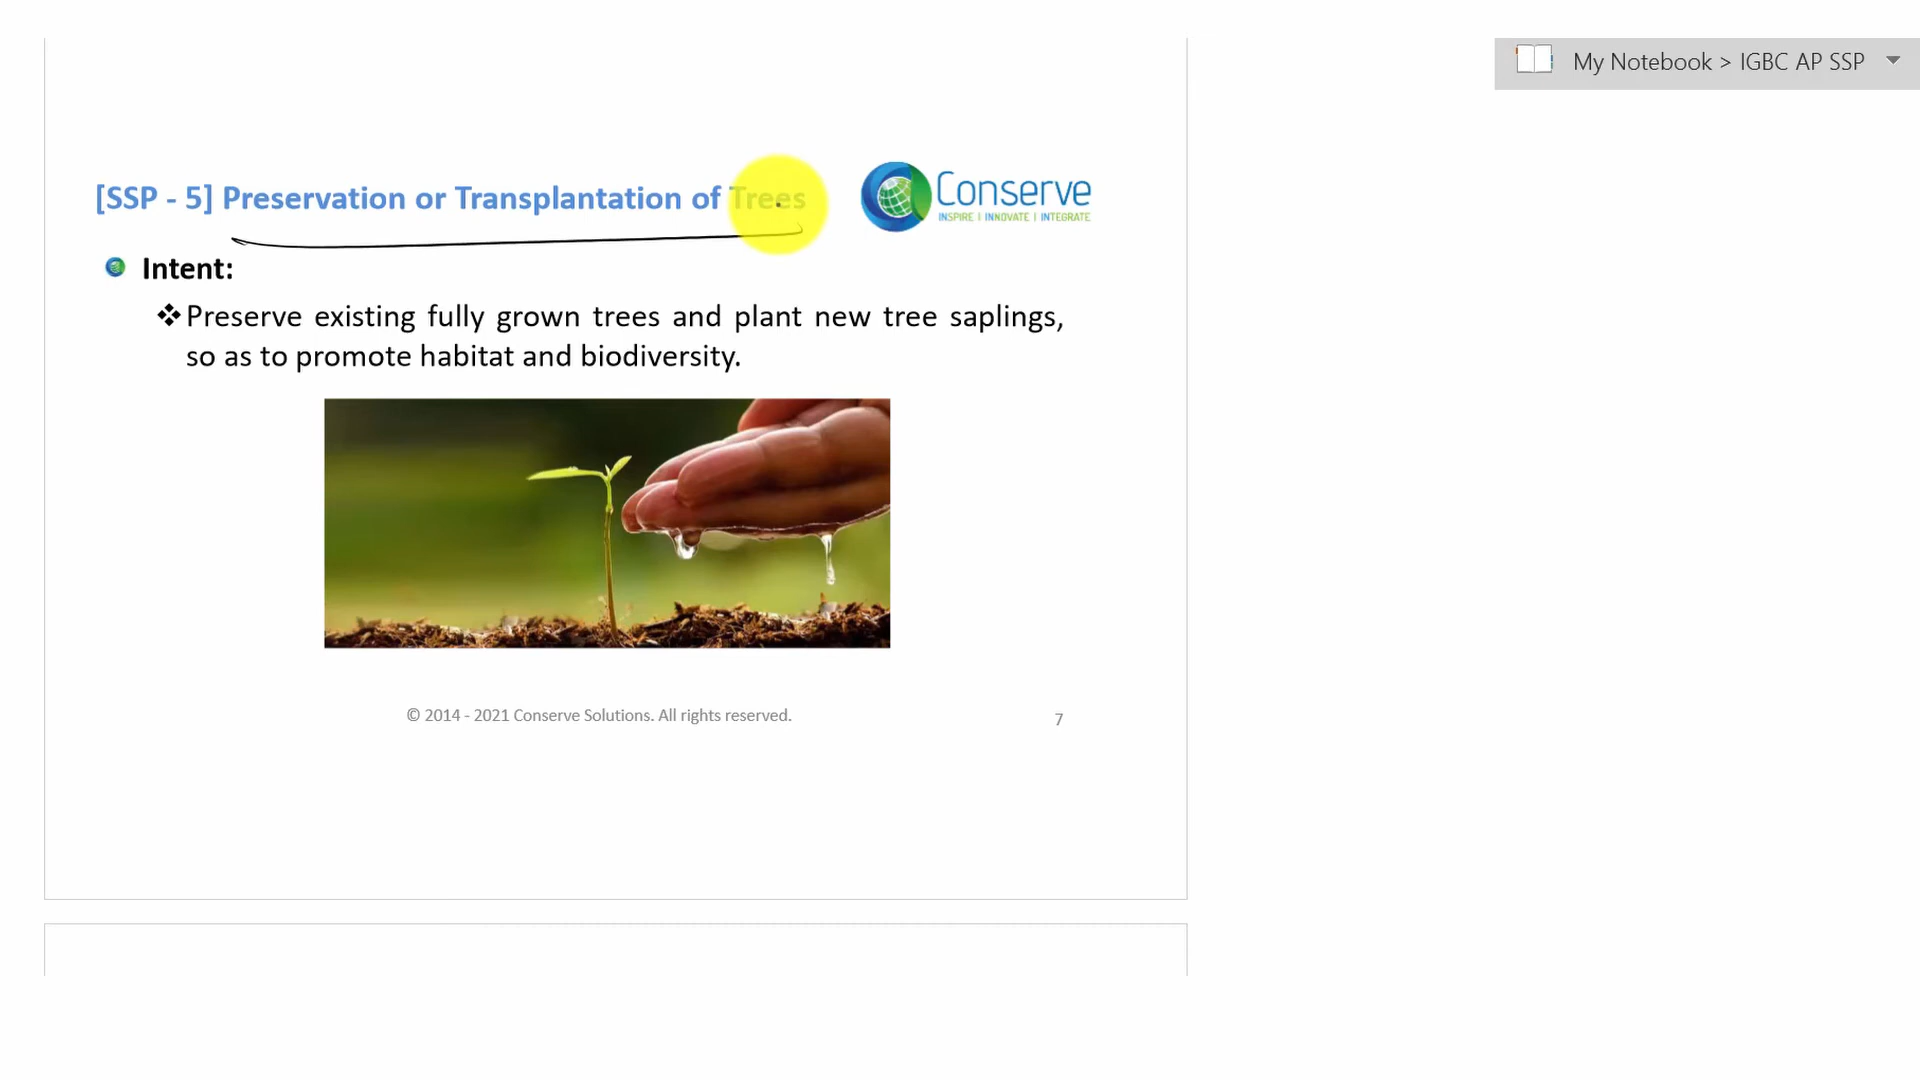 My Notebook > IGBC AP SSP
[SSP - 5] Preservation or Transplantation of Trees
Conserve
INSPIRE I INNOVATE I INTEGRATE
Intent:
Preserve existing fully grown trees and plant new tree saplings,
so as to promote habitat and biodiversity.
© 2014 - 2021 Conserve Solutions. All rights reserved.
7